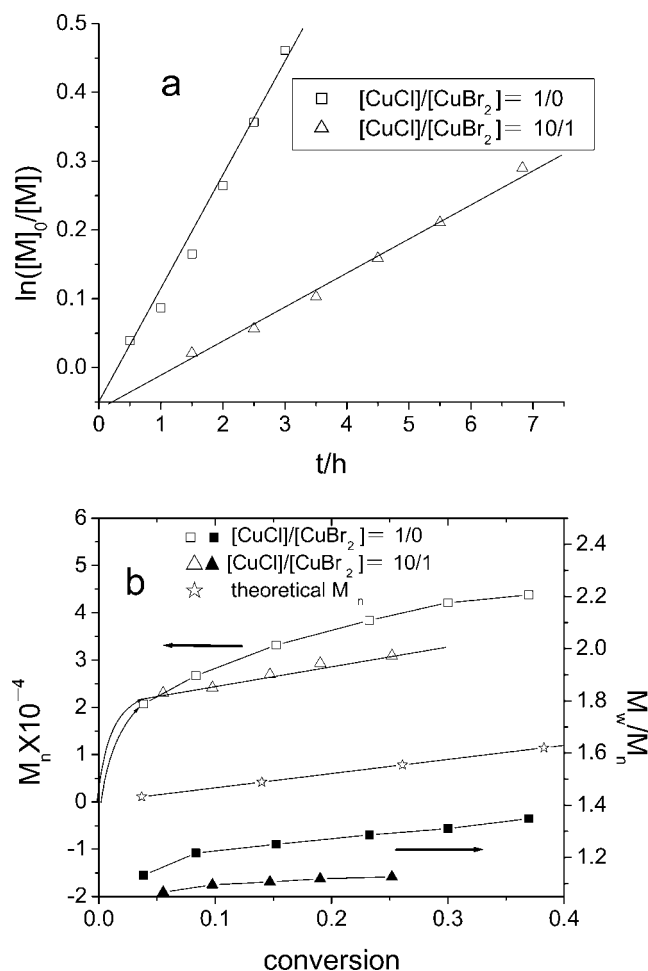 a
[CuCl]/[CuBr2]= 1/0
[CuCl]/[CuBr2]= 10/1
ln([M]0/[M])
0.5
0.4
0.3
0.2
0.1
0.0
0 1 2 3 4 5 6 7
t/h
b
[CuCl]/[CuBr2]= 1/0
[CuCl]/[CuBr2]= 10/1
theoretical Mn
MnX10−4
6
5
4
3
2
1
0
-1
-2
2.4
2.2
2.0
1.8
1.6
1.4
1.2
Mw/Mn
0.0 0.1 0.2 0.3 0.4
conversion